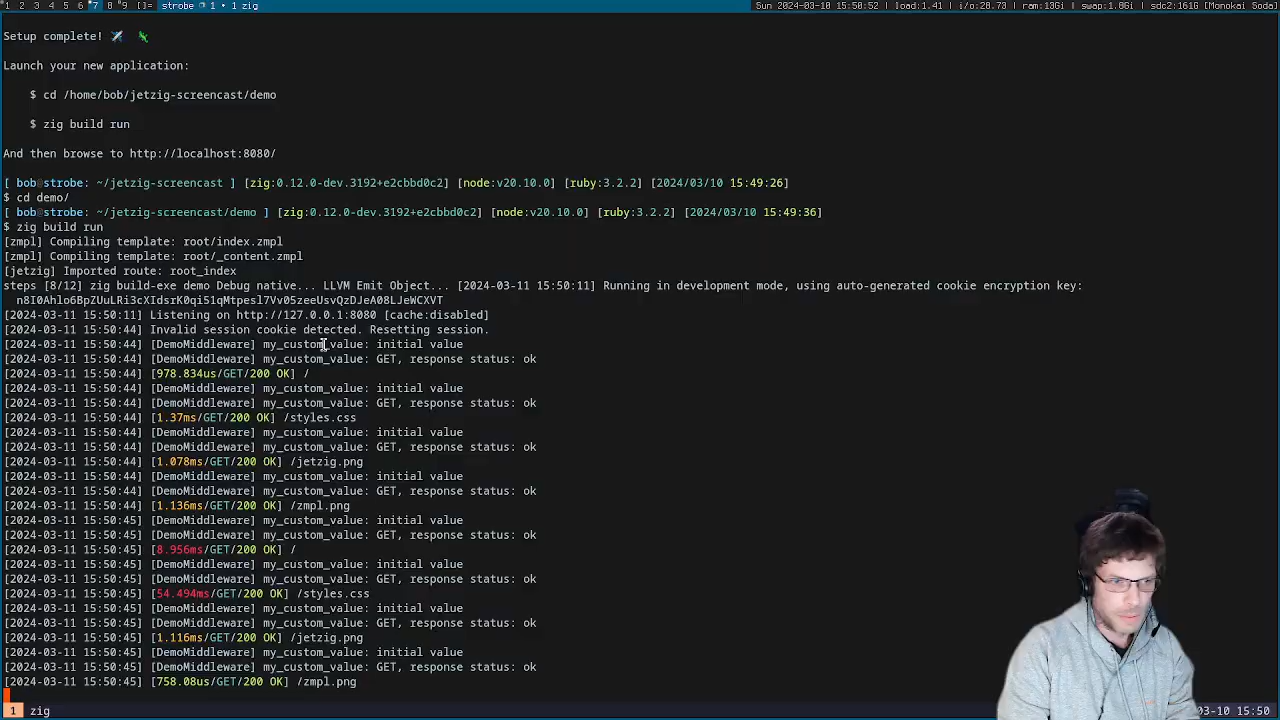 1 2 3 4 5 6 7 8 9 []= strobe 1 • 1 zig Sun 2024-03-10 15:50:52 | load:1.41 | i/o:28.73 | ram:13Gi | swap:1.8Gi | sdc2:161G [Monokai Soda]
Setup complete!
Launch your new application:
$ cd /home/bob/jetzig-screencast/demo
$ zig build run
And then browse to http://localhost:8080/
[ bob@strobe: ~/jetzig-screencast ] [zig:0.12.0-dev.3192+e2cbbd0c2] [node:v20.10.0] [ruby:3.2.2] [2024/03/10 15:49:26]
$ cd demo/
[ bob@strobe: ~/jetzig-screencast/demo ] [zig:0.12.0-dev.3192+e2cbbd0c2] [node:v20.10.0] [ruby:3.2.2] [2024/03/10 15:49:36]
$ zig build run
[zmpl] Compiling template: root/index.zmpl
[zmpl] Compiling template: root/_content.zmpl
[jetzig] Imported route: root_index
steps [8/12] zig build-exe demo Debug native... LLVM Emit Object... [2024-03-11 15:50:11] Running in development mode, using auto-generated cookie encryption key:
n8I0Ahlo6BpZUuLRi3cXIdsrK0qi51qMtpesl7Vv05zeeUsvQzDJeA08LJeWCXVT
[2024-03-11 15:50:11] Listening on http://127.0.0.1:8080 [cache:disabled]
[2024-03-11 15:50:44] Invalid session cookie detected. Resetting session.
[2024-03-11 15:50:44] [DemoMiddleware] my_custom_value: initial value
[2024-03-11 15:50:44] [DemoMiddleware] my_custom_value: GET, response status: ok
[2024-03-11 15:50:44] [978.834us/GET/200 OK] /
[2024-03-11 15:50:44] [DemoMiddleware] my_custom_value: initial value
[2024-03-11 15:50:44] [DemoMiddleware] my_custom_value: GET, response status: ok
[2024-03-11 15:50:44] [1.37ms/GET/200 OK] /styles.css
[2024-03-11 15:50:44] [DemoMiddleware] my_custom_value: initial value
[2024-03-11 15:50:44] [DemoMiddleware] my_custom_value: GET, response status: ok
[2024-03-11 15:50:44] [1.078ms/GET/200 OK] /jetzig.png
[2024-03-11 15:50:44] [DemoMiddleware] my_custom_value: initial value
[2024-03-11 15:50:44] [DemoMiddleware] my_custom_value: GET, response status: ok
[2024-03-11 15:50:44] [1.136ms/GET/200 OK] /zmpl.png
[2024-03-11 15:50:45] [DemoMiddleware] my_custom_value: initial value
[2024-03-11 15:50:45] [DemoMiddleware] my_custom_value: GET, response status: ok
[2024-03-11 15:50:45] [8.956ms/GET/200 OK] /
[2024-03-11 15:50:45] [DemoMiddleware] my_custom_value: initial value
[2024-03-11 15:50:45] [DemoMiddleware] my_custom_value: GET, response status: ok
[2024-03-11 15:50:45] [54.494ms/GET/200 OK] /styles.css
[2024-03-11 15:50:45] [DemoMiddleware] my_custom_value: initial value
[2024-03-11 15:50:45] [DemoMiddleware] my_custom_value: GET, response status: ok
[2024-03-11 15:50:45] [1.116ms/GET/200 OK] /jetzig.png
[2024-03-11 15:50:45] [DemoMiddleware] my_custom_value: initial value
[2024-03-11 15:50:45] [DemoMiddleware] my_custom_value: GET, response status: ok
[2024-03-11 15:50:45] [758.08us/GET/200 OK] /zmpl.png
1 zig 03-10 15:50